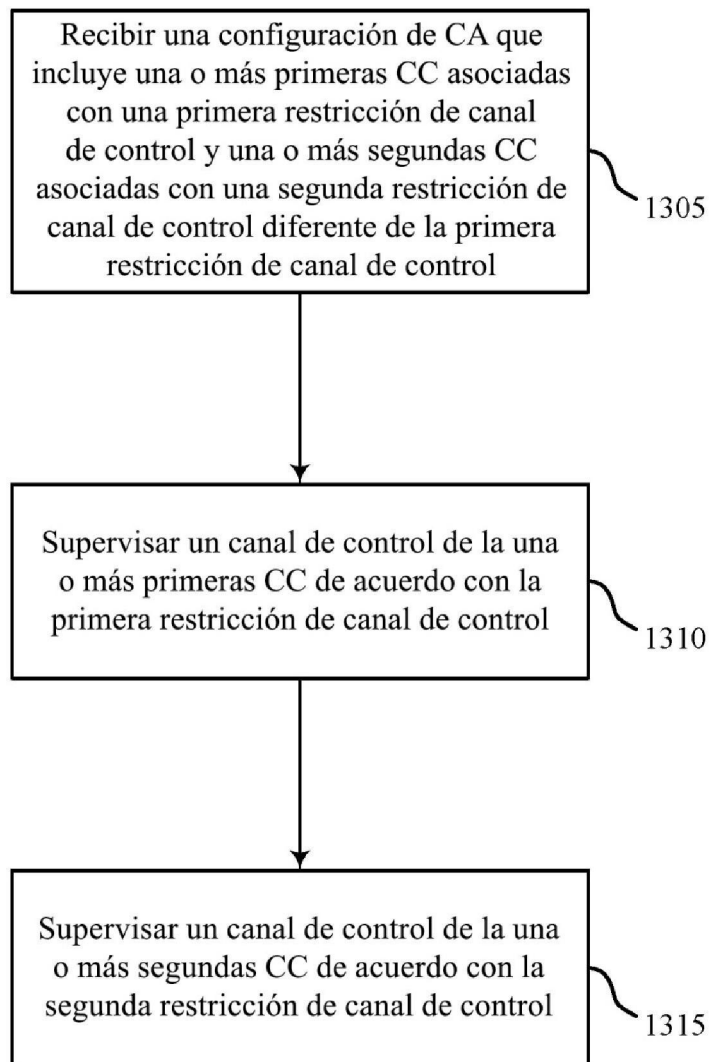 Recibir una configuración de CA que
incluye una o más primeras CC asociadas
con una primera restricción de canal
de control y una o más segundas CC
asociadas con una segunda restricción de
canal de control diferente de la primera
restricción de canal de control
1305
Supervisar un canal de control de la una
o más primeras CC de acuerdo con la
primera restricción de canal de control
1310
Supervisar un canal de control de la una
o más segundas CC de acuerdo con la
segunda restricción de canal de control
1315